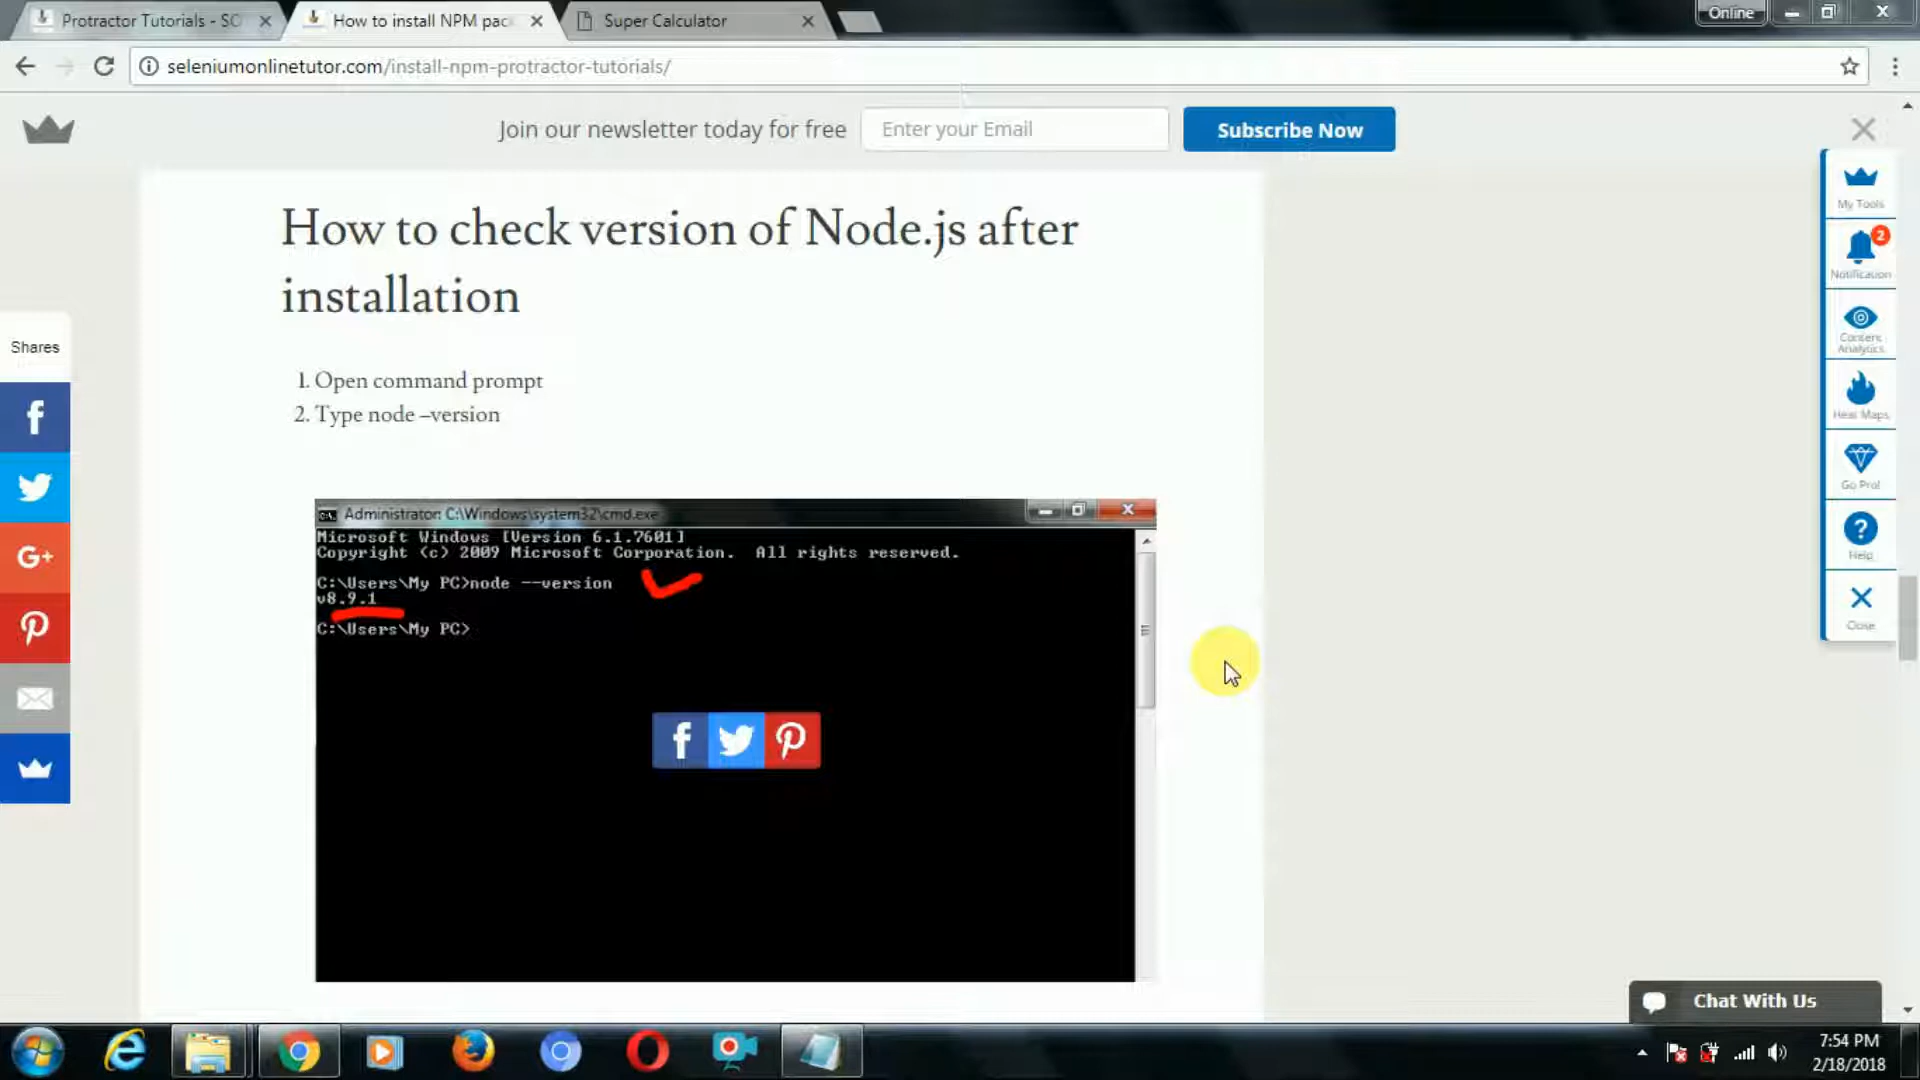 Protractor Tutorials - SO
How to install NPM pac
Super Calculator
Online
seleniumonlinetutor.com/install-npm-protractor-tutorials/
Join our newsletter today for free
Enter your Email
Subscribe Now
My Tools
2
Notification
Content
Analytics
Heat Maps
Go Pro!
Help
Close
Shares
How to check version of Node.js after
installation
1. Open command prompt
2. Type node –version
Administrator: C:\Windows\system32\cmd.exe
Microsoft Windows [Version 6.1.7601]
Copyright (c) 2009 Microsoft Corporation. All rights reserved.
C:\Users\My PC>node --version
v8.9.1
C:\Users\My PC>
Chat With Us
7:54 PM
2/18/2018